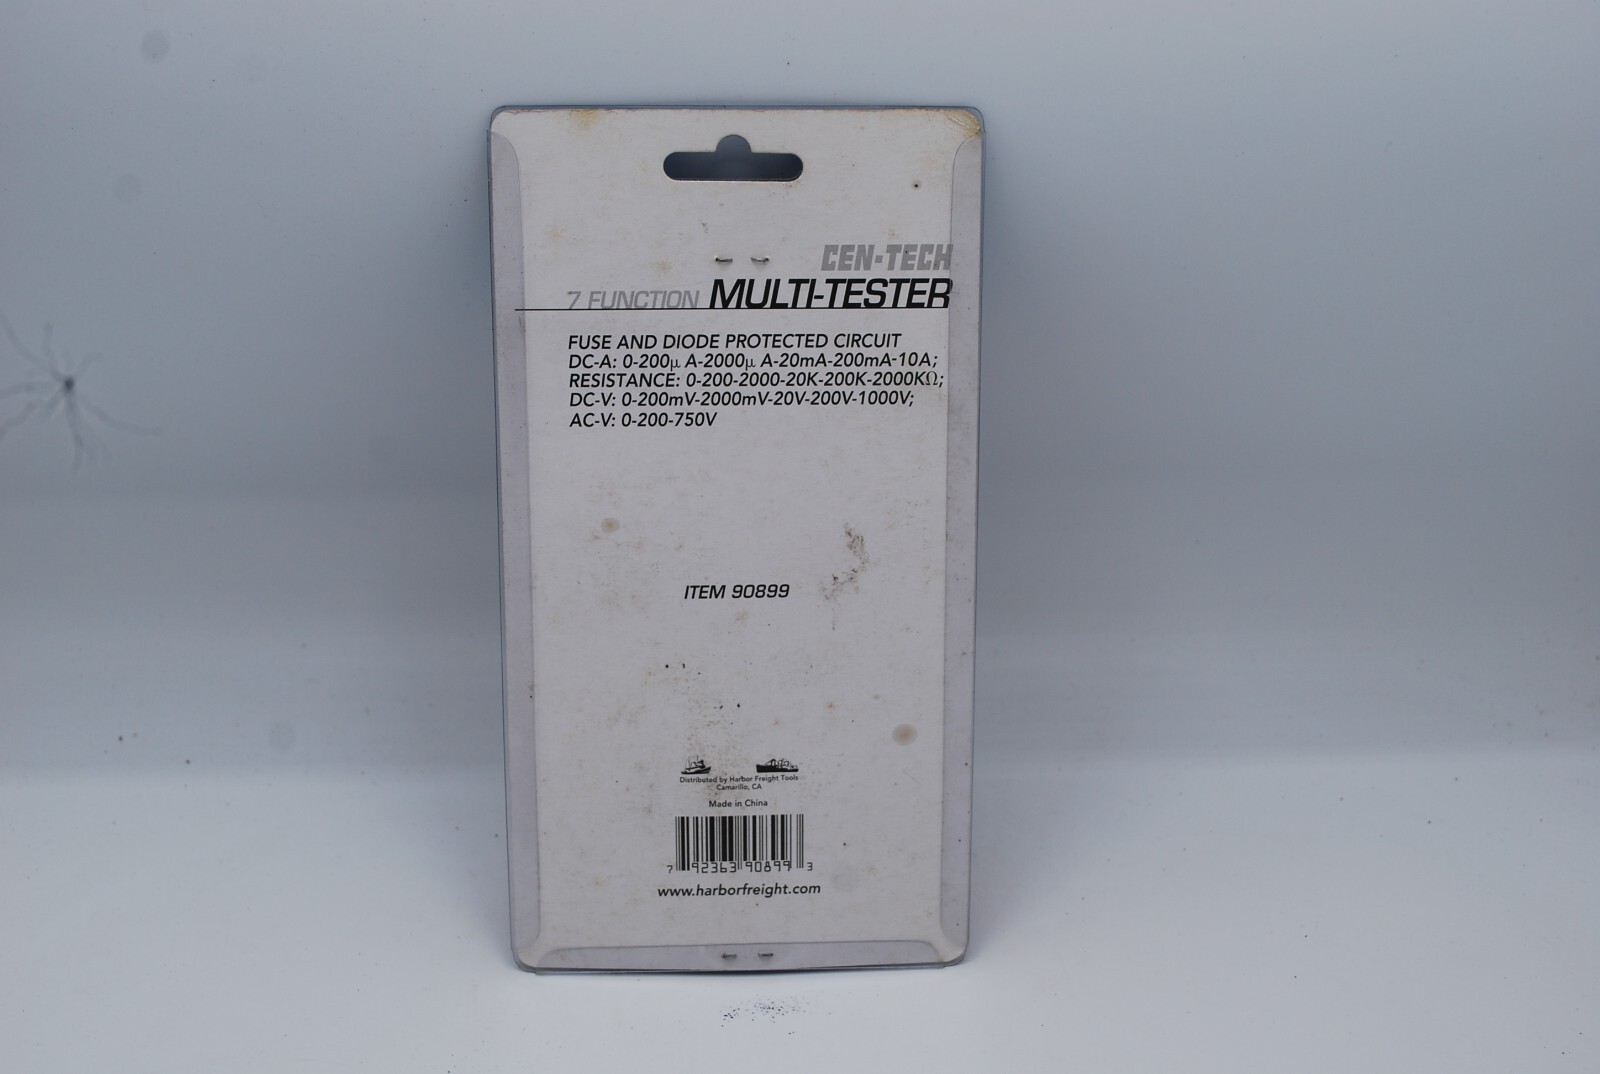 CEN-TECH
7 FUNCTION MULTI-TESTER
FUSE AND DIODE PROTECTED CIRCUIT
DC-A: 0-200µ A-2000µ A-20mA-200mA-10A;
RESISTANCE: 0-200-2000-20K-200K-2000KΩ;
DC-V: 0-200mV-2000mV-20V-200V-1000V;
AC-V: 0-200-750V
ITEM 90899
Distributed by Harbor Freight Tools
Camarillo, CA
Made in China
7 92363 90899 3
www.harborfreight.com